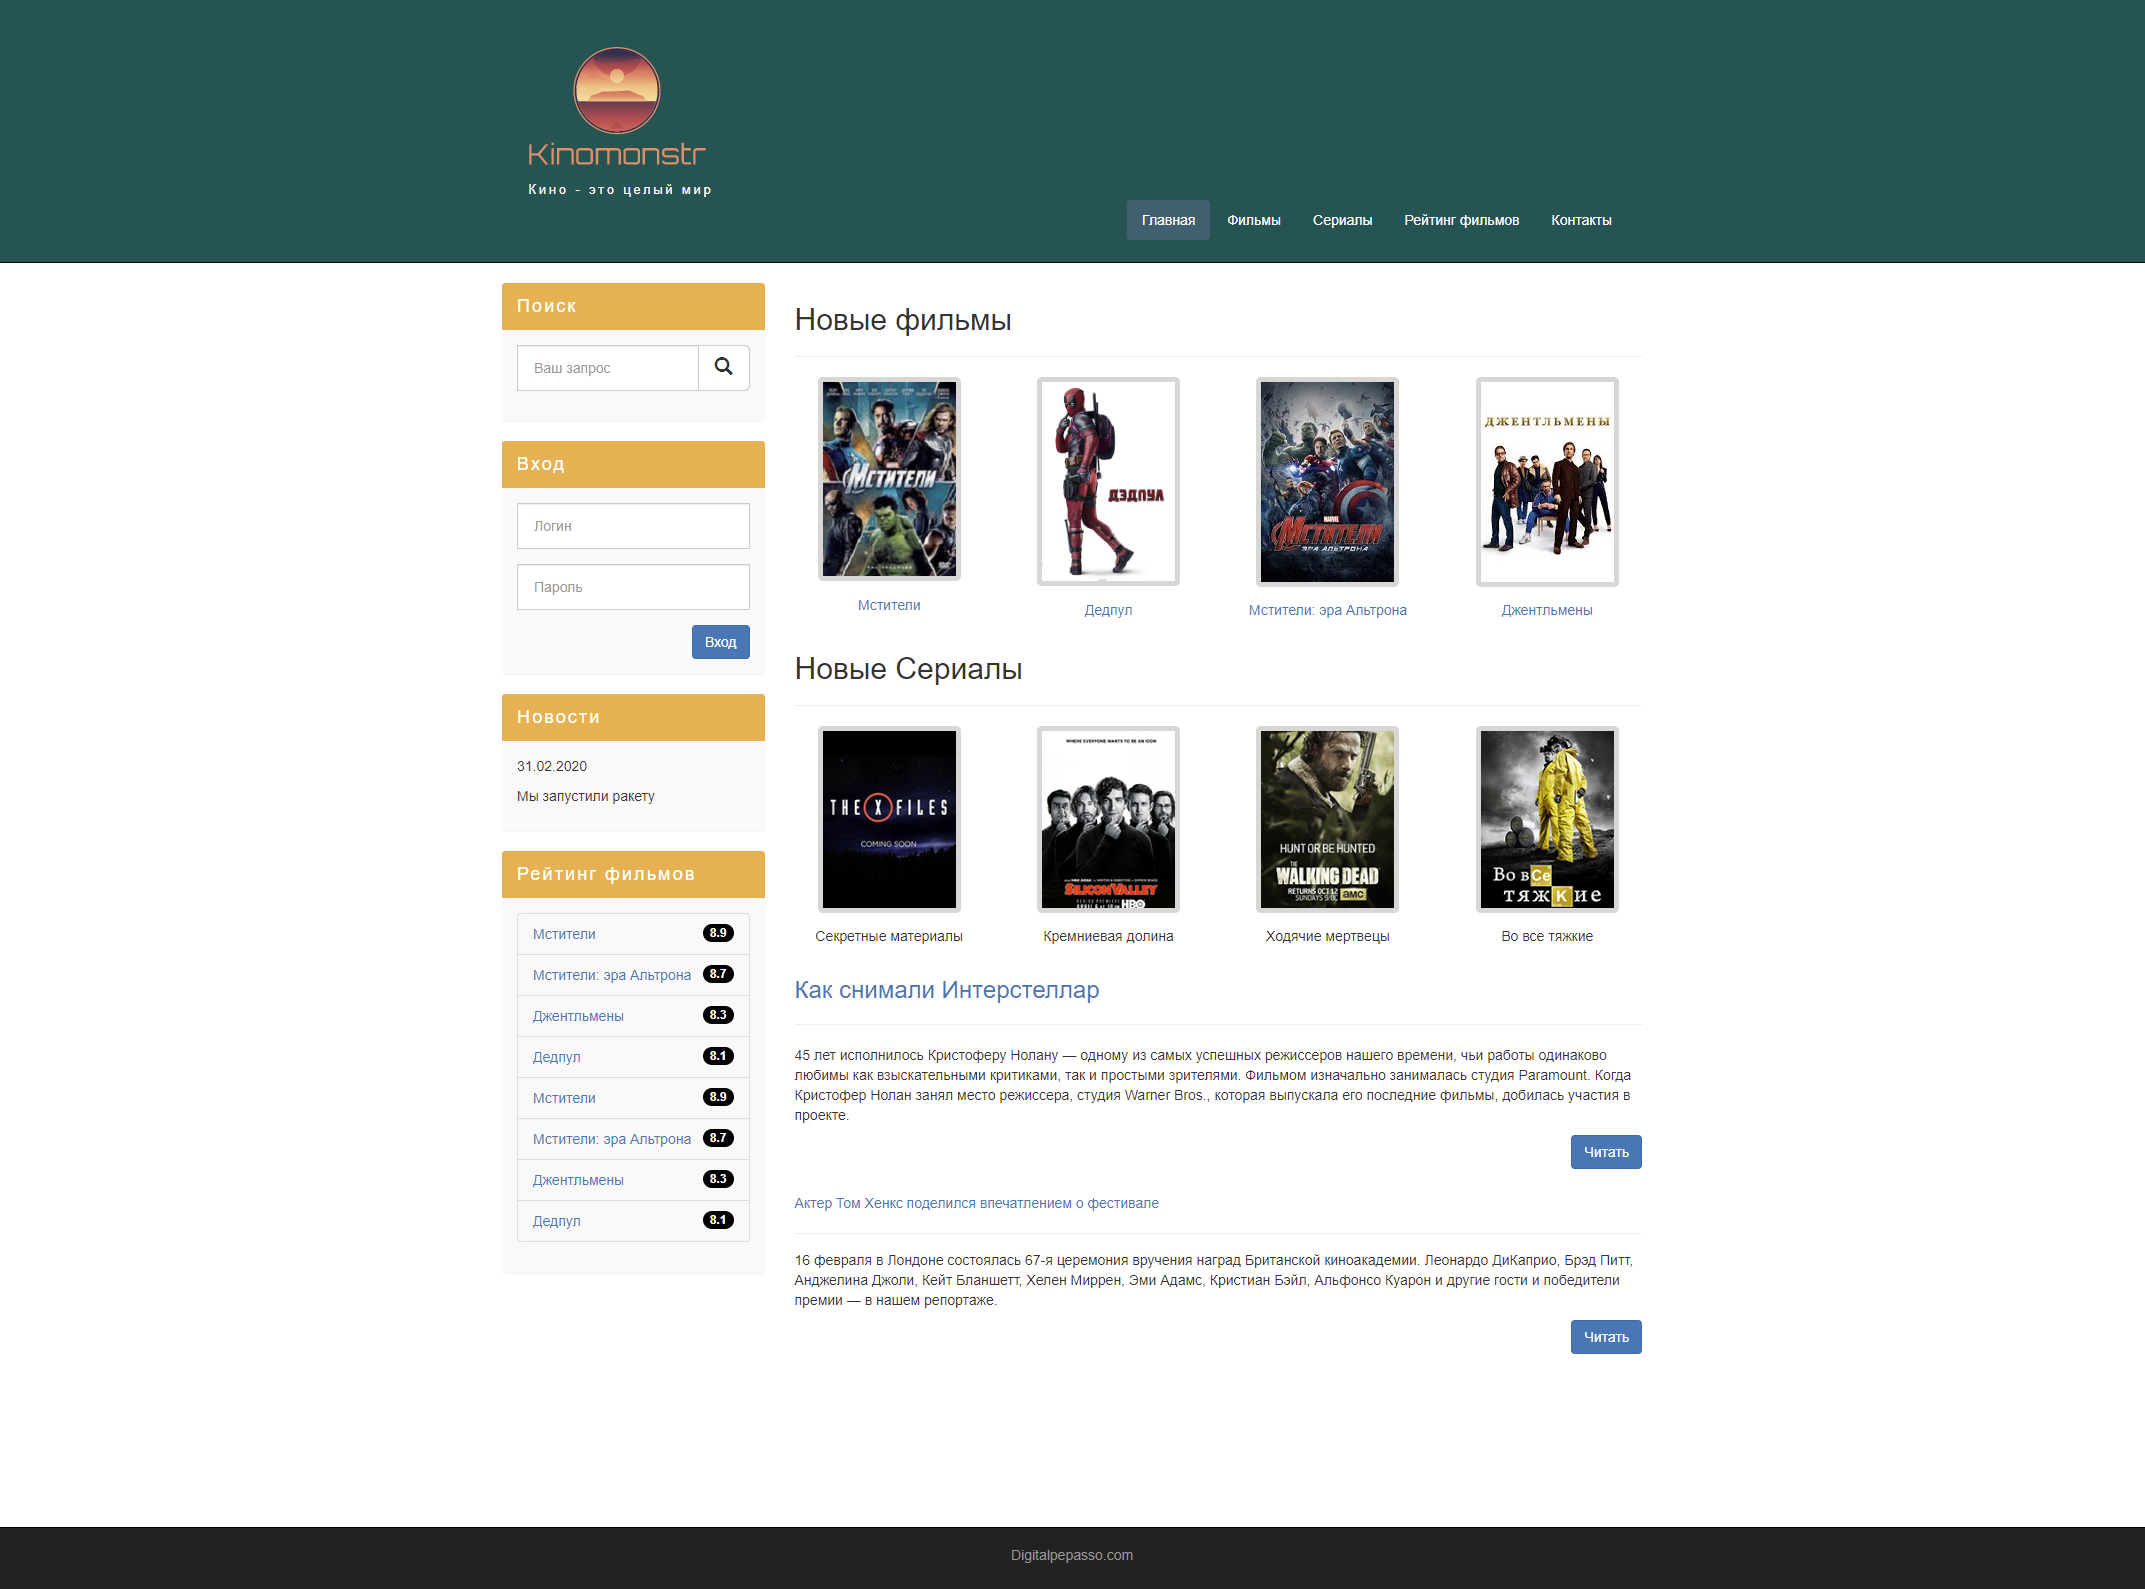 Kinomonstr
Кино - это целый мир
Главная
Фильмы
Сериалы
Рейтинг фильмов
Контакты
Поиск
Ваш запрос
Вход
Логин
Пароль
Вход
Новости
31.02.2020
Мы запустили ракету
Рейтинг фильмов
Мстители 8.9
Мстители: эра Альтрона 8.7
Джентльмены 8.3
Дедпул 8.1
Мстители 8.9
Мстители: эра Альтрона 8.7
Джентльмены 8.3
Дедпул 8.1
Новые фильмы
МСТИТЕЛИ
ДЭДПУЛ
MARVEL
МСТИТЕЛИ
ЭРА АЛЬТРОНА
ДЖЕНТЛЬМЕНЫ
Мстители
Дедпул
Мстители: эра Альтрона
Джентльмены
Новые Сериалы
THE X FILES
COMING SOON
WHERE EVERYONE WANTS TO BE AN ICON
SILICON VALLEY
HBO
HUNT OR BE HUNTED
THE
WALKING DEAD
RETURNS OCT 12
SUNDAYS 9/8C amc
Во всЕ
тяжКие
Секретные материалы
Кремниевая долина
Ходячие мертвецы
Во все тяжкие
Как снимали Интерстеллар
45 лет исполнилось Кристоферу Нолану — одному из самых успешных режиссеров нашего времени, чьи работы одинаково
любимы как взыскательными критиками, так и простыми зрителями. Фильмом изначально занималась студия Paramount. Когда
Кристофер Нолан занял место режиссера, студия Warner Bros., которая выпускала его последние фильмы, добилась участия в
проекте.
Читать
Актер Том Хенкс поделился впечатлением о фестивале
16 февраля в Лондоне состоялась 67-я церемония вручения наград Британской киноакадемии. Леонардо ДиКаприо, Брэд Питт,
Анджелина Джоли, Кейт Бланшетт, Хелен Миррен, Эми Адамс, Кристиан Бэйл, Альфонсо Куарон и другие гости и победители
премии — в нашем репортаже.
Читать
Digitalpepasso.com